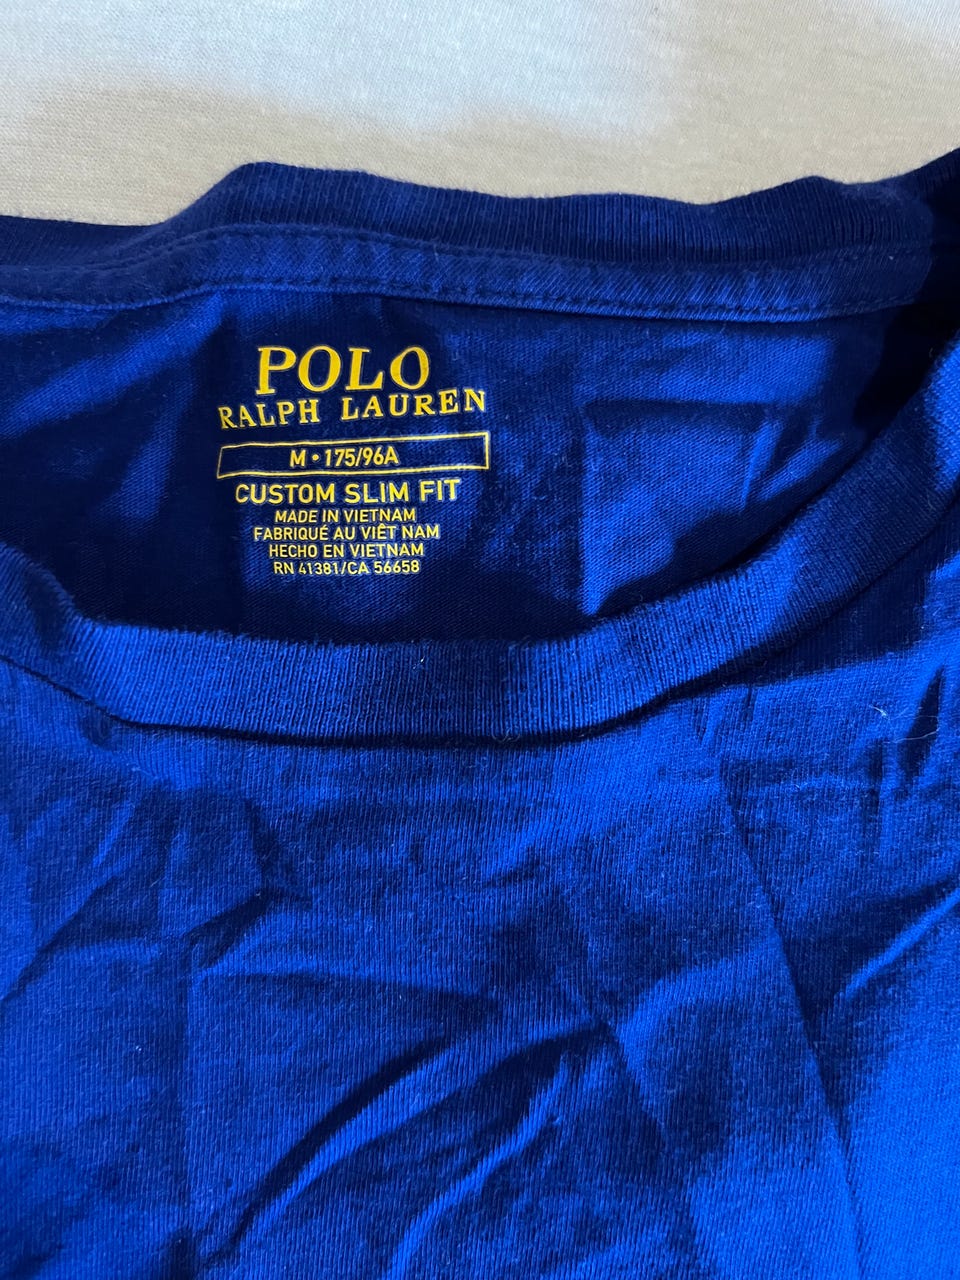 POLO
RALPH LAUREN
M • 175/96A
CUSTOM SLIM FIT
MADE IN VIETNAM
FABRIQUÉ AU VIÊT NAM
HECHO EN VIETNAM
RN 41381/CA 56658